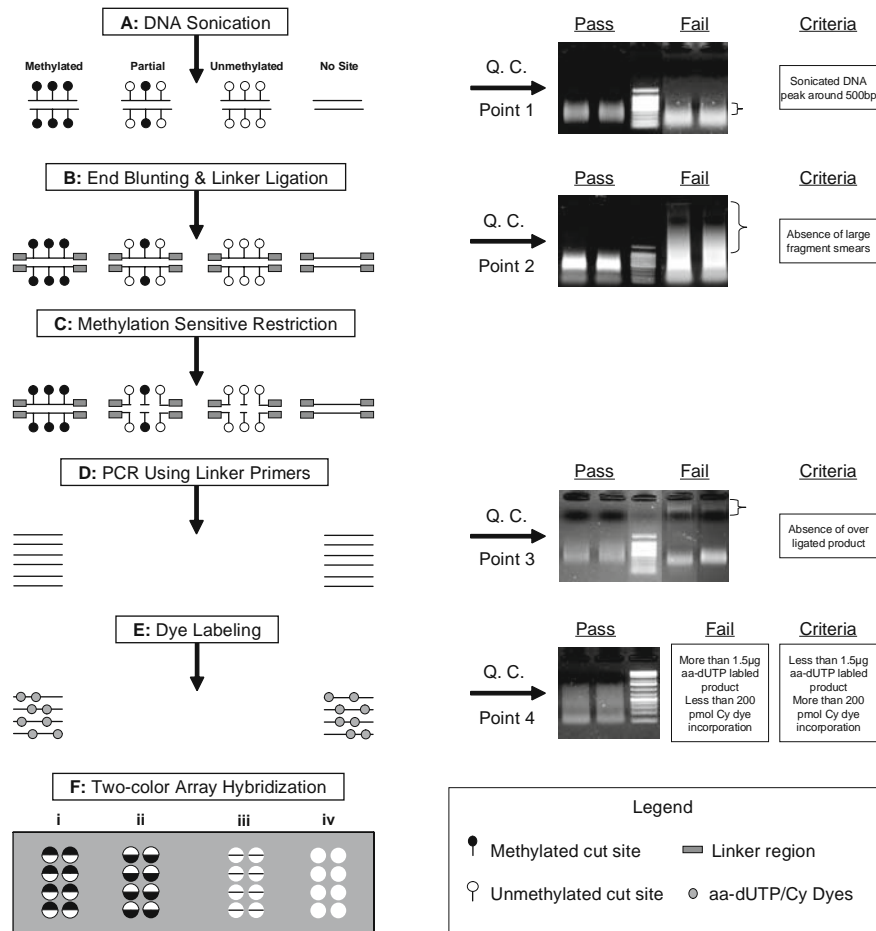 A: DNA Sonication
Methylated Partial Unmethylated No Site
Q. C.
Point 1
Pass Fail Criteria
Sonicated DNA
peak around 500bp
B: End Blunting & Linker Ligation
Q. C.
Point 2
Pass Fail Criteria
Absence of large
fragment smears
C: Methylation Sensitive Restriction
D: PCR Using Linker Primers
Q. C.
Point 3
Pass Fail Criteria
Absence of over
ligated product
E: Dye Labeling
Q. C.
Point 4
Pass Fail Criteria
More than 1.5µg
aa-dUTP labled
product
Less than 200
pmol Cy dye
incorporation
Less than 1.5µg
aa-dUTP labled
product
More than 200
pmol Cy dye
incorporation
F: Two-color Array Hybridization
i ii iii iv
Legend
Methylated cut site Linker region
Unmethylated cut site aa-dUTP/Cy Dyes